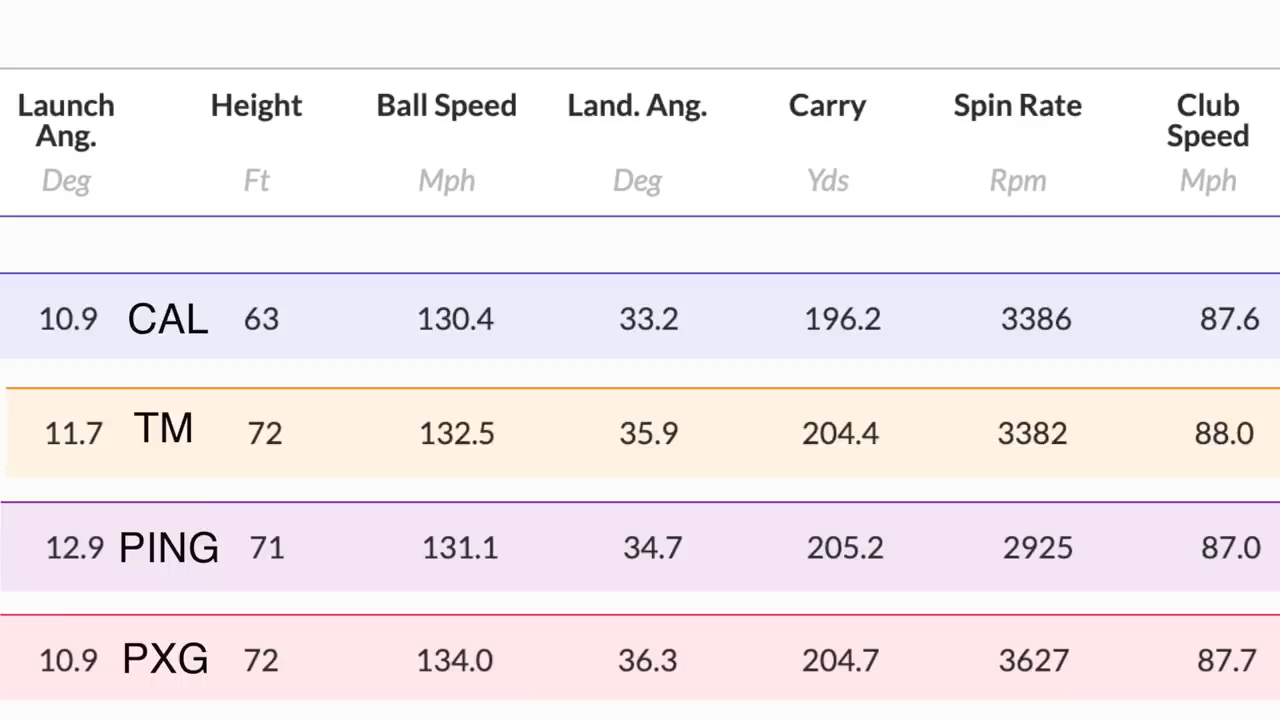 Launch Ang. Height Ball Speed Land. Ang. Carry Spin Rate Club Speed
Deg Ft Mph Deg Yds Rpm Mph
10.9 CAL 63 130.4 33.2 196.2 3386 87.6
11.7 TM 72 132.5 35.9 204.4 3382 88.0
12.9 PING 71 131.1 34.7 205.2 2925 87.0
10.9 PXG 72 134.0 36.3 204.7 3627 87.7